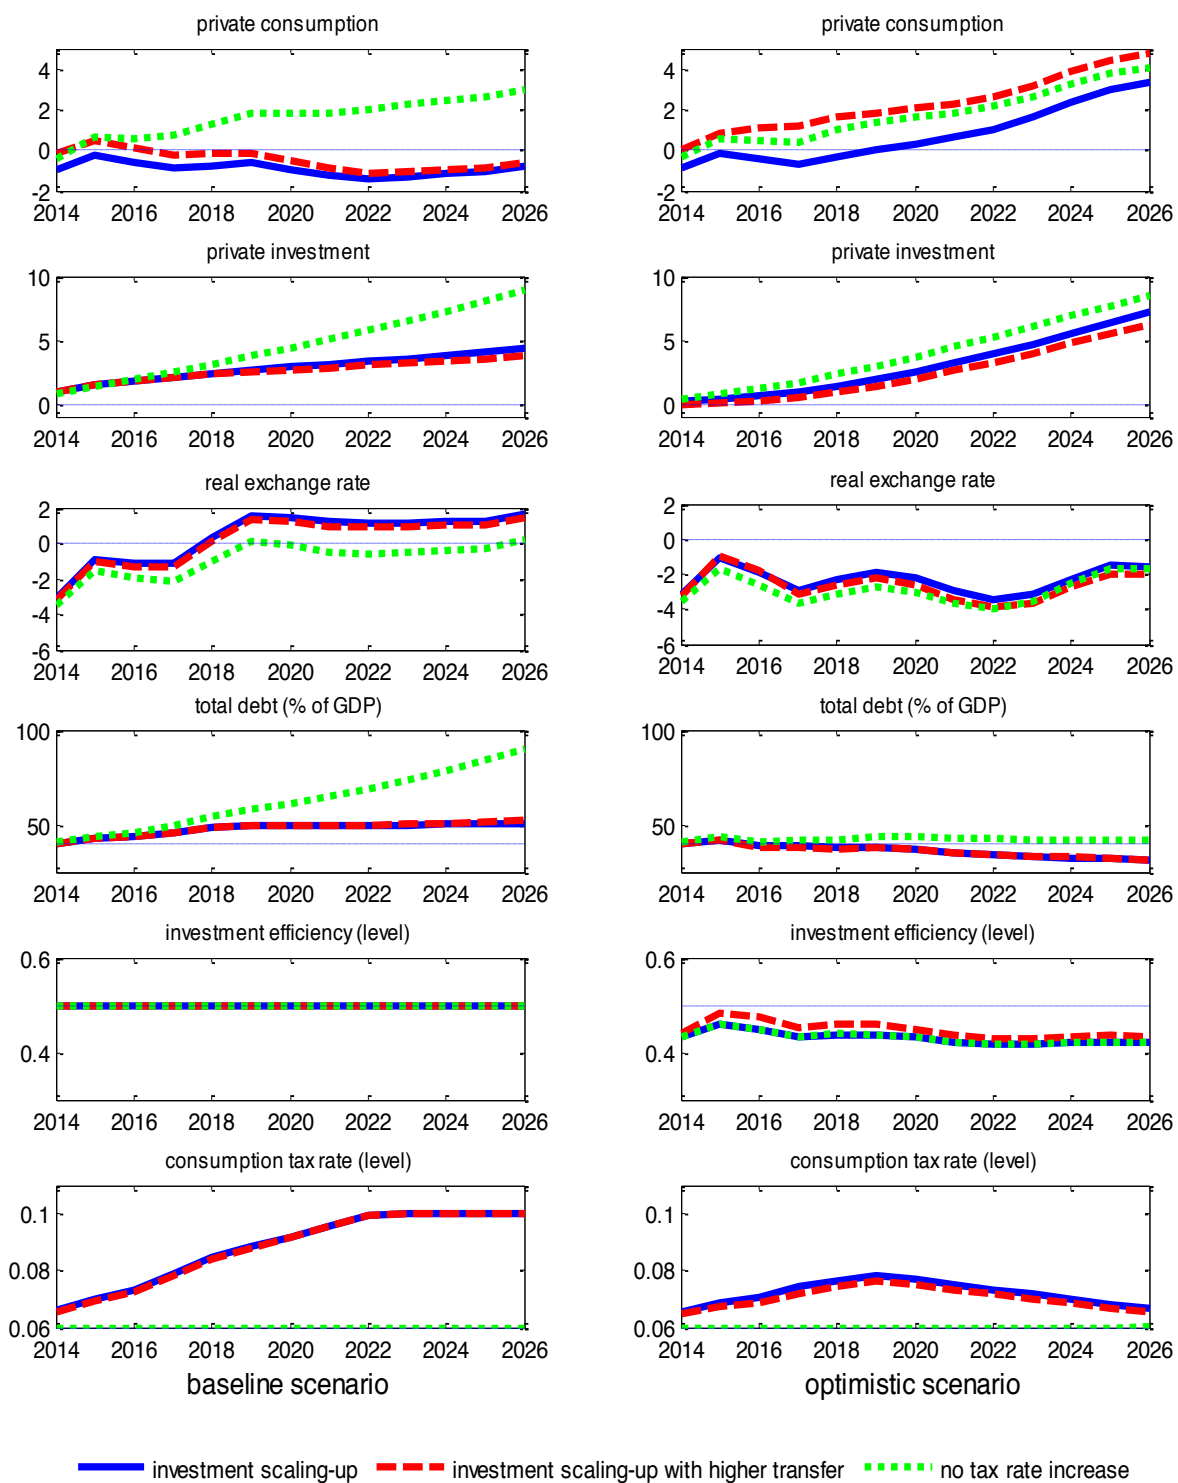 private consumption
private consumption
4
2
0
-2
2014 2016 2018 2020 2022 2024 2026
4
2
0
-2
2014 2016 2018 2020 2022 2024 2026
private investment
private investment
10
5
0
2014 2016 2018 2020 2022 2024 2026
10
5
0
2014 2016 2018 2020 2022 2024 2026
real exchange rate
real exchange rate
2
0
-2
-4
-6
2014 2016 2018 2020 2022 2024 2026
2
0
-2
-4
-6
2014 2016 2018 2020 2022 2024 2026
total debt (% of GDP)
total debt (% of GDP)
100
50
2014 2016 2018 2020 2022 2024 2026
100
50
2014 2016 2018 2020 2022 2024 2026
investment efficiency (level)
investment efficiency (level)
0.6
0.4
2014 2016 2018 2020 2022 2024 2026
0.6
0.4
2014 2016 2018 2020 2022 2024 2026
consumption tax rate (level)
consumption tax rate (level)
0.1
0.08
0.06
2014 2016 2018 2020 2022 2024 2026
0.1
0.08
0.06
2014 2016 2018 2020 2022 2024 2026
baseline scenario
optimistic scenario
investment scaling-up
investment scaling-up with higher transfer
no tax rate increase